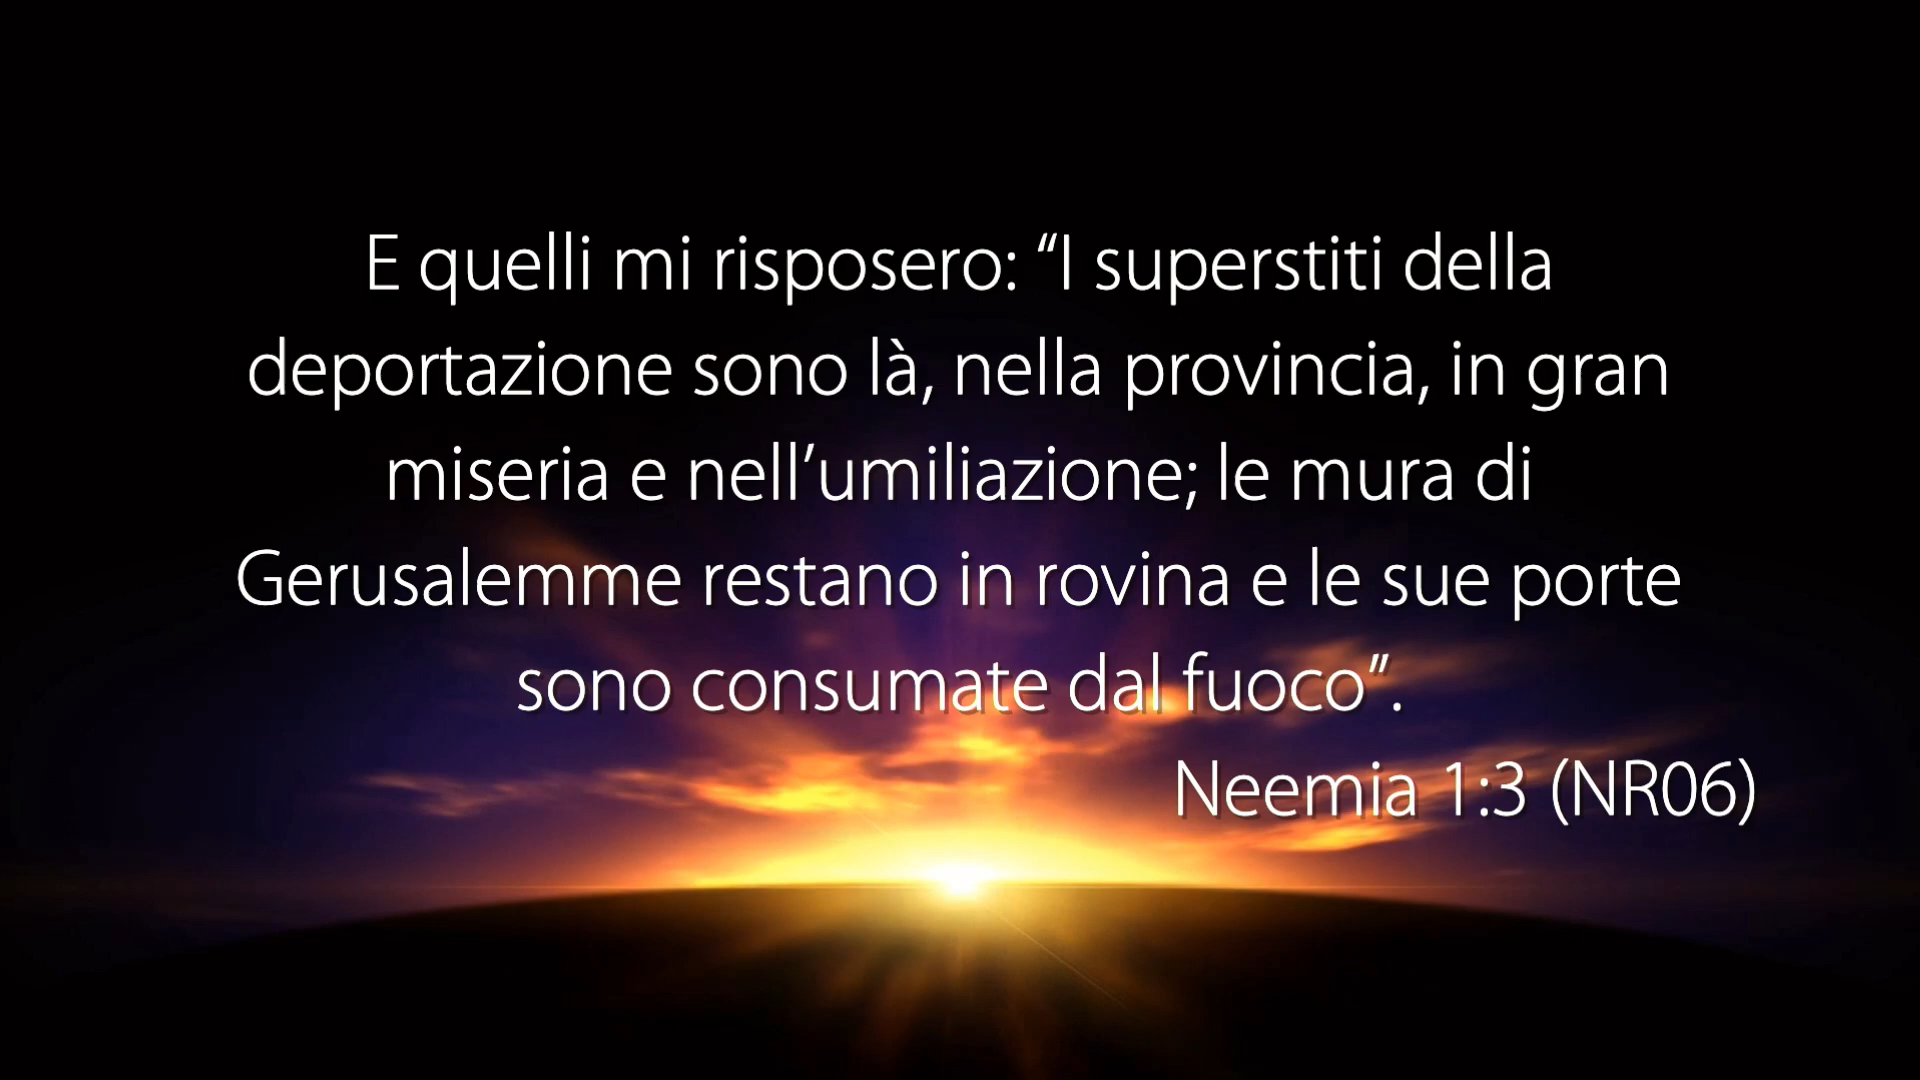 E quelli mi risposero: “I superstiti della
deportazione sono là, nella provincia, in gran
miseria e nell’umiliazione; le mura di
Gerusalemme restano in rovina e le sue porte
sono consumate dal fuoco”.
Neemia 1:3 (NR06)